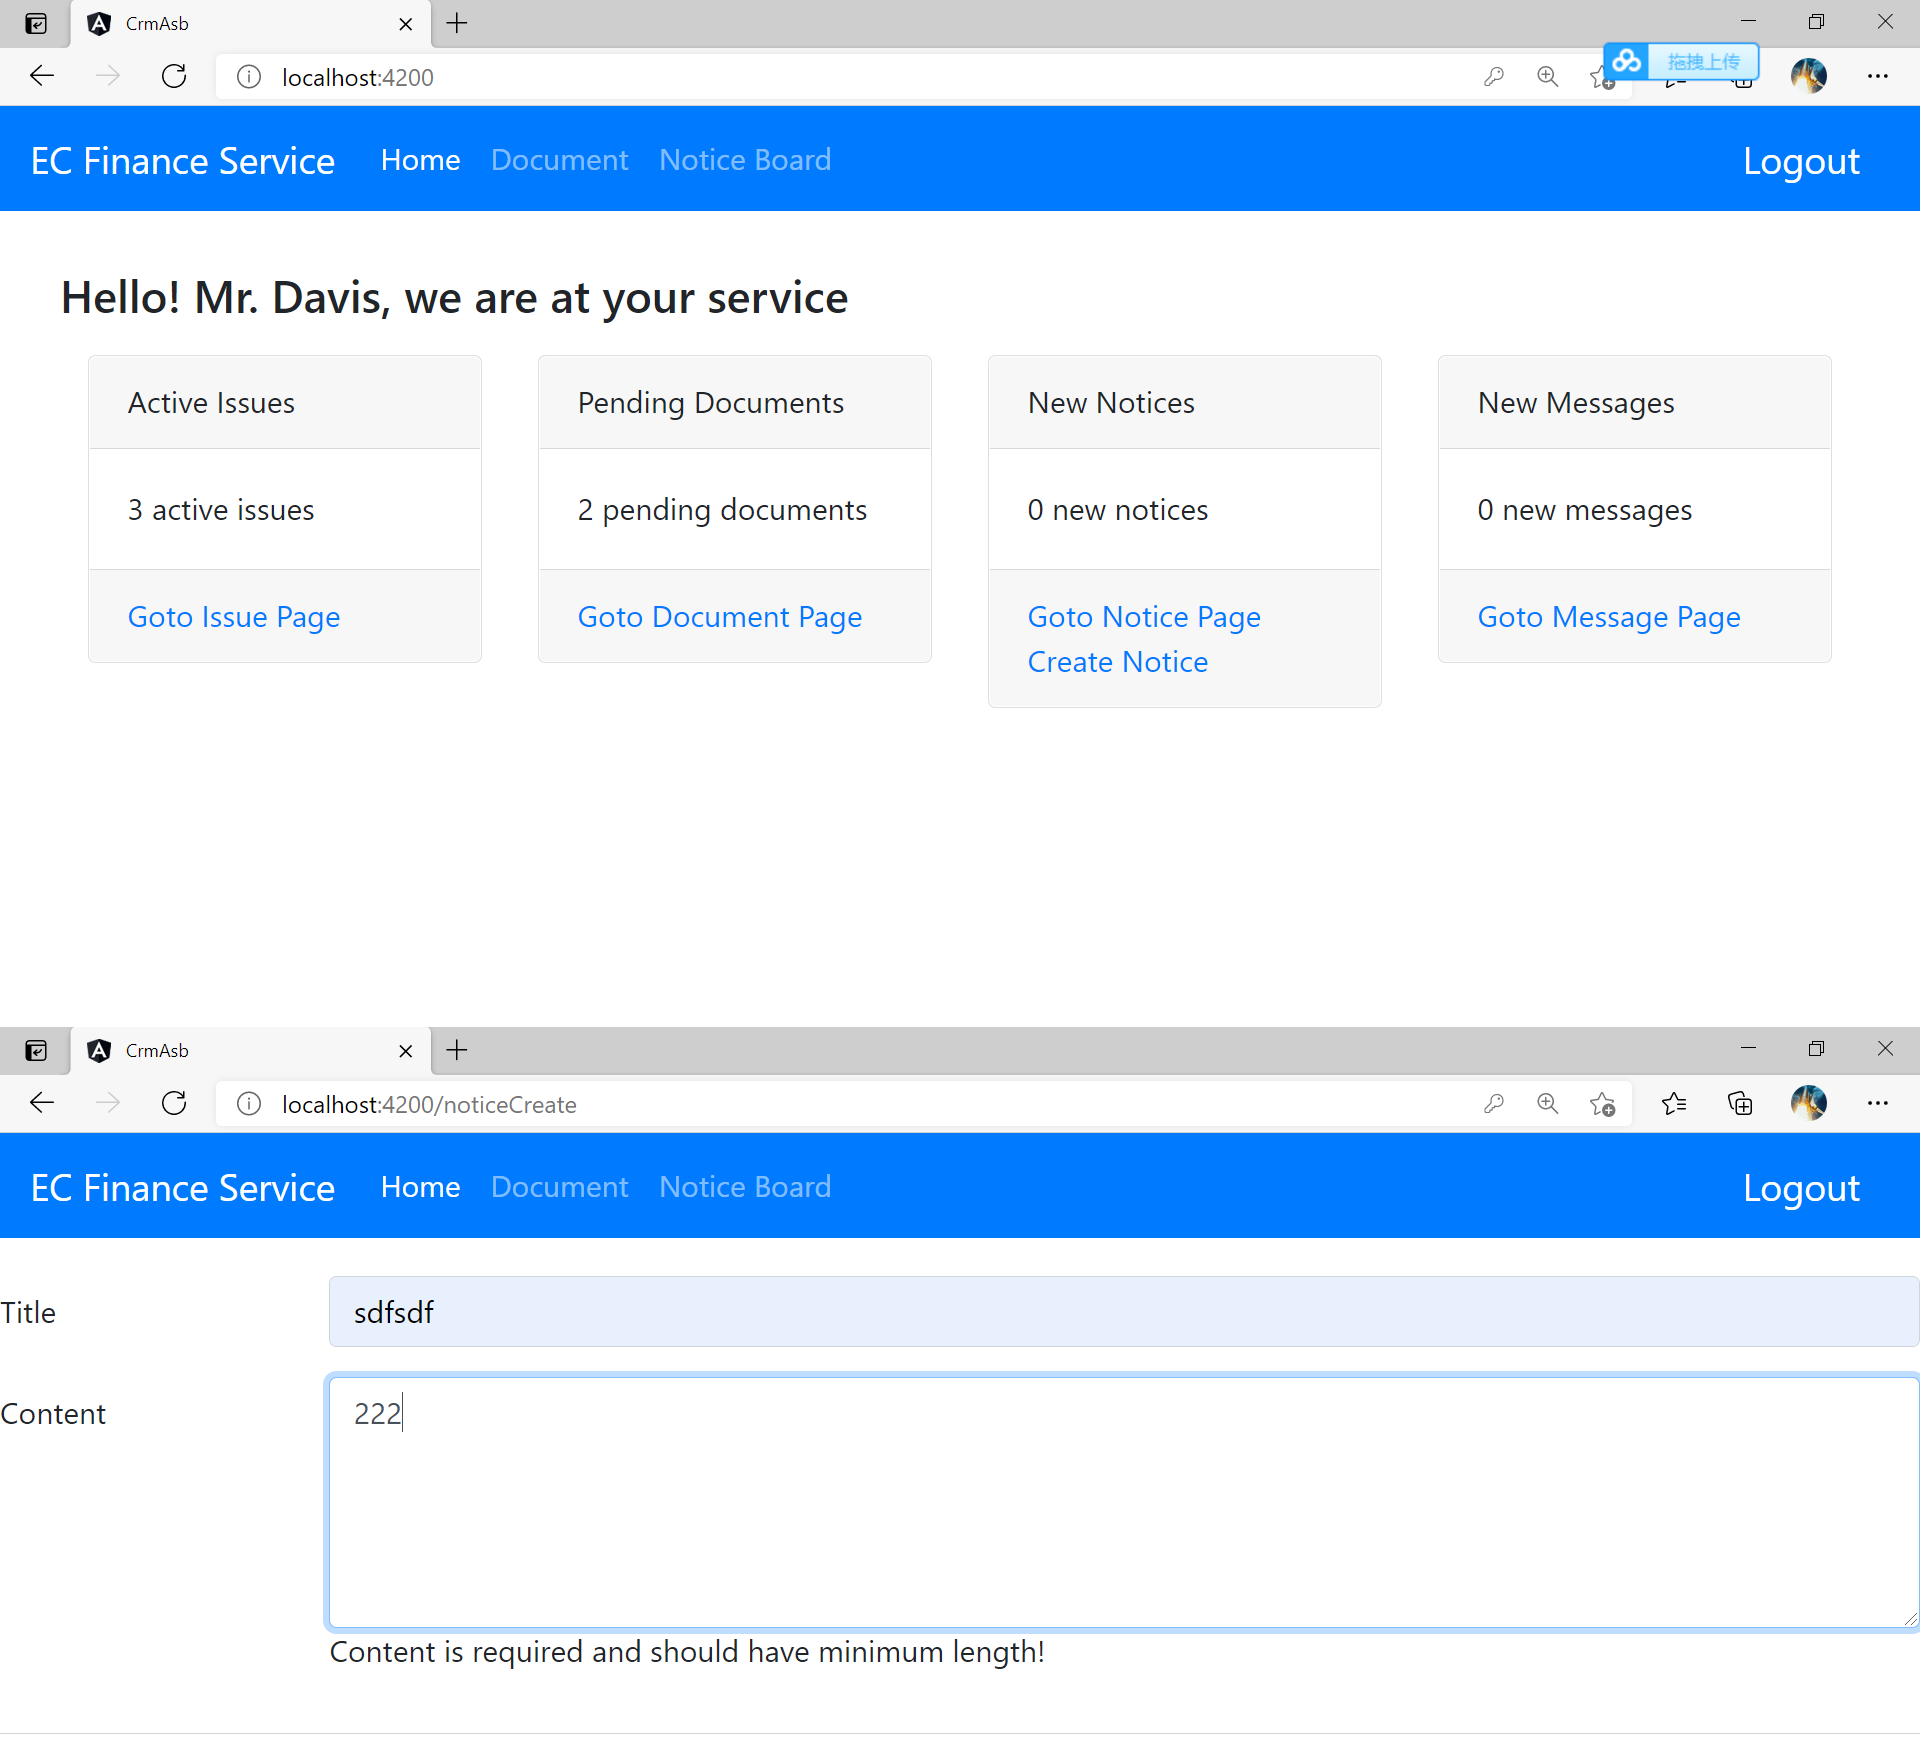 CrmAsb
localhost:4200
拖拽上传
EC Finance Service Home Document Notice Board Logout
Hello! Mr. Davis, we are at your service
Active Issues
3 active issues
Goto Issue Page
Pending Documents
2 pending documents
Goto Document Page
New Notices
0 new notices
Goto Notice Page
Create Notice
New Messages
0 new messages
Goto Message Page
CrmAsb
localhost:4200/noticeCreate
EC Finance Service Home Document Notice Board Logout
Title
sdfsdf
Content
222
Content is required and should have minimum length!